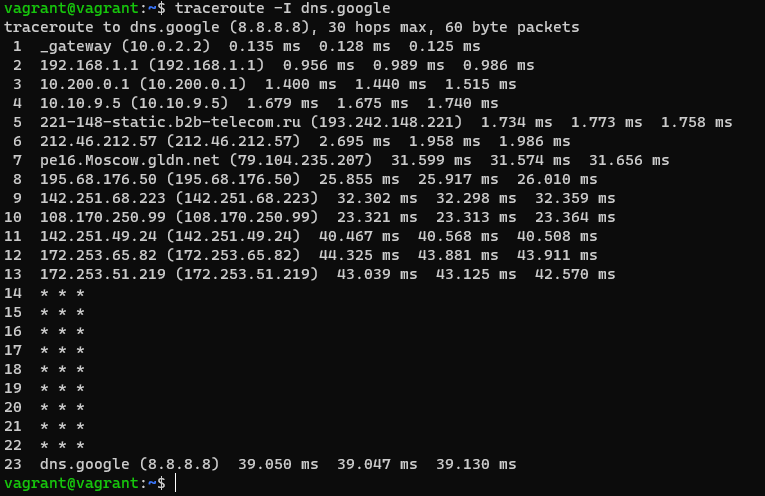 vagrant@vagrant:~$ traceroute -I dns.google
traceroute to dns.google (8.8.8.8), 30 hops max, 60 byte packets
 1  _gateway (10.0.2.2)  0.135 ms  0.128 ms  0.125 ms
 2  192.168.1.1 (192.168.1.1)  0.956 ms  0.989 ms  0.986 ms
 3  10.200.0.1 (10.200.0.1)  1.400 ms  1.440 ms  1.515 ms
 4  10.10.9.5 (10.10.9.5)  1.679 ms  1.675 ms  1.740 ms
 5  221-148-static.b2b-telecom.ru (193.242.148.221)  1.734 ms  1.773 ms  1.758 ms
 6  212.46.212.57 (212.46.212.57)  2.695 ms  1.958 ms  1.986 ms
 7  pe16.Moscow.gldn.net (79.104.235.207)  31.599 ms  31.574 ms  31.656 ms
 8  195.68.176.50 (195.68.176.50)  25.855 ms  25.917 ms  26.010 ms
 9  142.251.68.223 (142.251.68.223)  32.302 ms  32.298 ms  32.359 ms
10  108.170.250.99 (108.170.250.99)  23.321 ms  23.313 ms  23.364 ms
11  142.251.49.24 (142.251.49.24)  40.467 ms  40.568 ms  40.508 ms
12  172.253.65.82 (172.253.65.82)  44.325 ms  43.881 ms  43.911 ms
13  172.253.51.219 (172.253.51.219)  43.039 ms  43.125 ms  42.570 ms
14  * * *
15  * * *
16  * * *
17  * * *
18  * * *
19  * * *
20  * * *
21  * * *
22  * * *
23  dns.google (8.8.8.8)  39.050 ms  39.047 ms  39.130 ms
vagrant@vagrant:~$